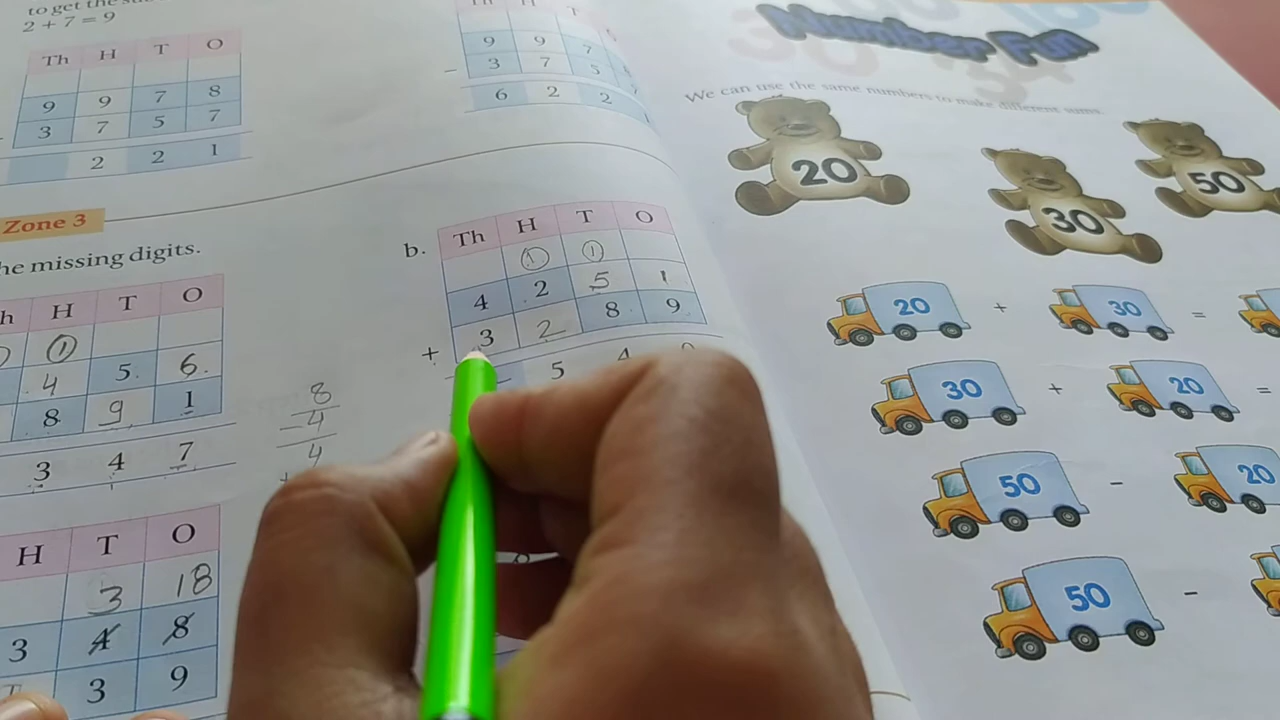 to get the su
2 + 7 = 9
Th H T O
9 9 7 8
3 7 5 7
2 2 1
Th H T
9 9 7
- 3 7 5
6 2 2
Zone 3
he missing digits.
h H T O
1
4 5 6
8 9 1
3 4 7
8
- 4
4
H T O
3 18
3 4 8
3 9
b.
Th H T O
1 1
4 2 5 1
+ 3 2 8 9
5 4
Number Fun
We can use the same numbers to make different sums.
20
30
50
20 + 30 =
30 + 20 =
50 - 20
50 -